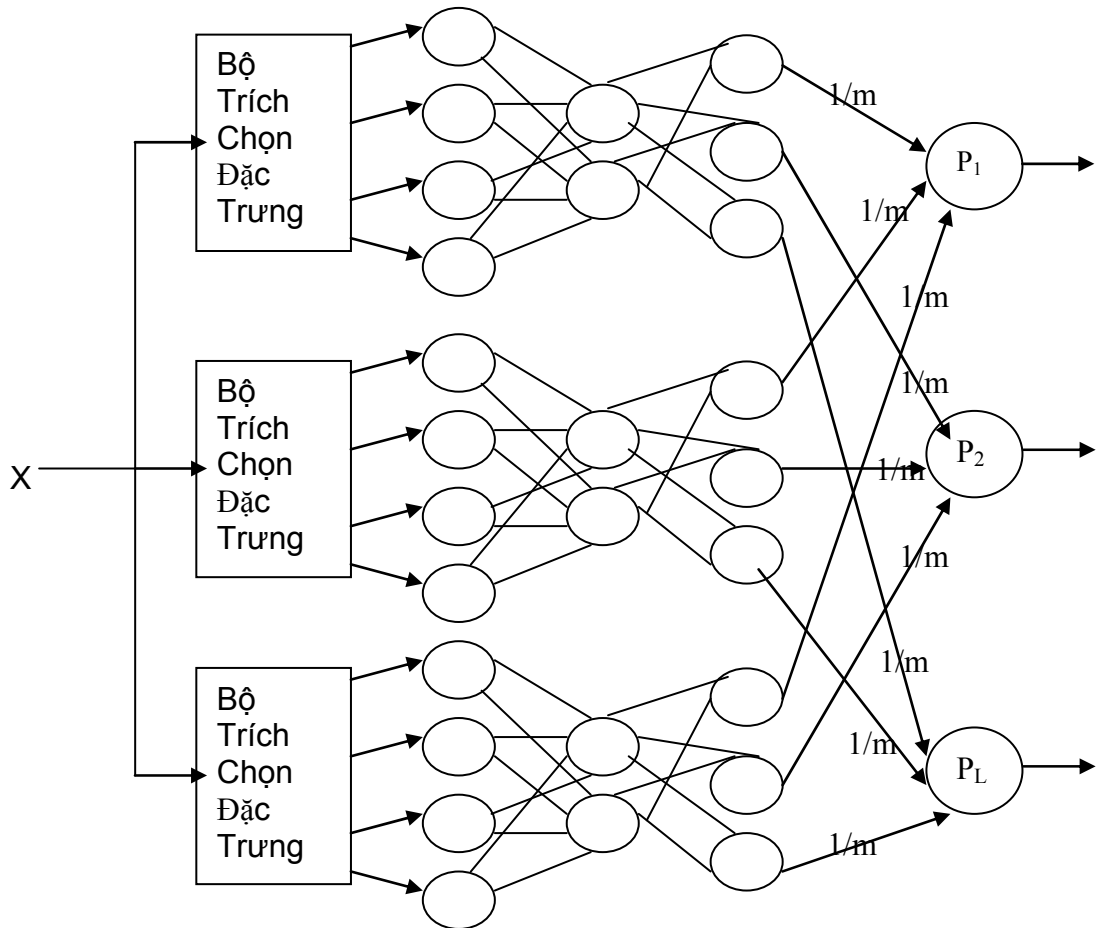 Bộ
Trích
Chọn
Đặc
Trưng
1/m
P₁
1/m
1/m
Bộ
Trích
Chọn
Đặc
Trưng
1/m
X
P₂
1/m
1/m
Bộ
Trích
Chọn
Đặc
Trưng
1/m
1/m
P_L
1/m